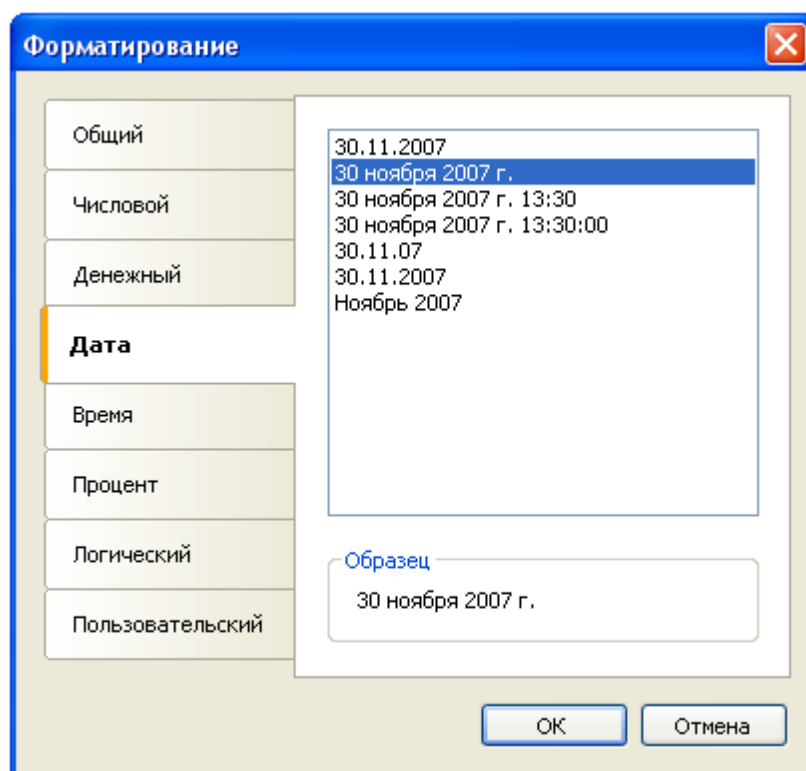 Форматирование
Общий
Числовой
Денежный
Дата
Время
Процент
Логический
Пользовательский
30.11.2007
30 ноября 2007 г.
30 ноября 2007 г. 13:30
30 ноября 2007 г. 13:30:00
30.11.07
30.11.2007
Ноябрь 2007
Образец
30 ноября 2007 г.
ОК
Отмена